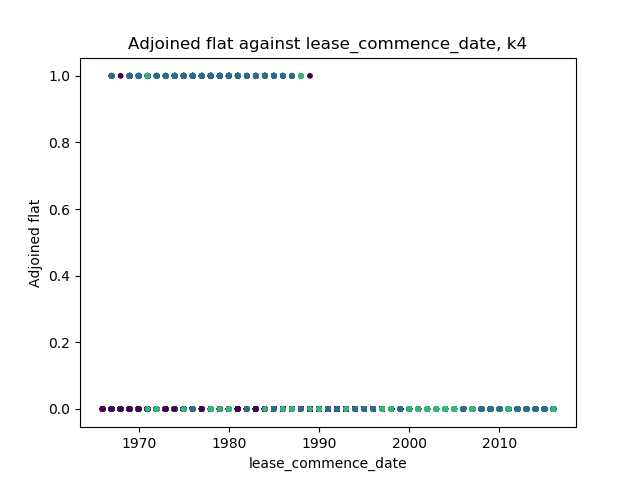 Adjoined flat against lease_commence_date, k4
1.0
0.8
0.6
0.4
0.2
0.0
Adjoined flat
1970 1980 1990 2000 2010
lease_commence_date